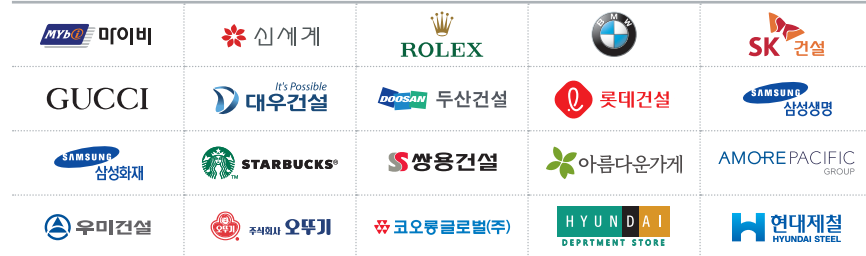 MYbi 마이비
신세계
ROLEX
BMW
SK 건설
GUCCI
It's Possible
대우건설
DOOSAN 두산건설
롯데건설
SAMSUNG
삼성생명
SAMSUNG
삼성화재
STARBUCKS®
쌍용건설
아름다운가게
AMOREPACIFIC
GROUP
우미건설
오뚜기 주식회사 오뚜기
코오롱글로벌(주)
HYUNDAI
DEPRTMENT STORE
현대제철
HYUNDAI STEEL